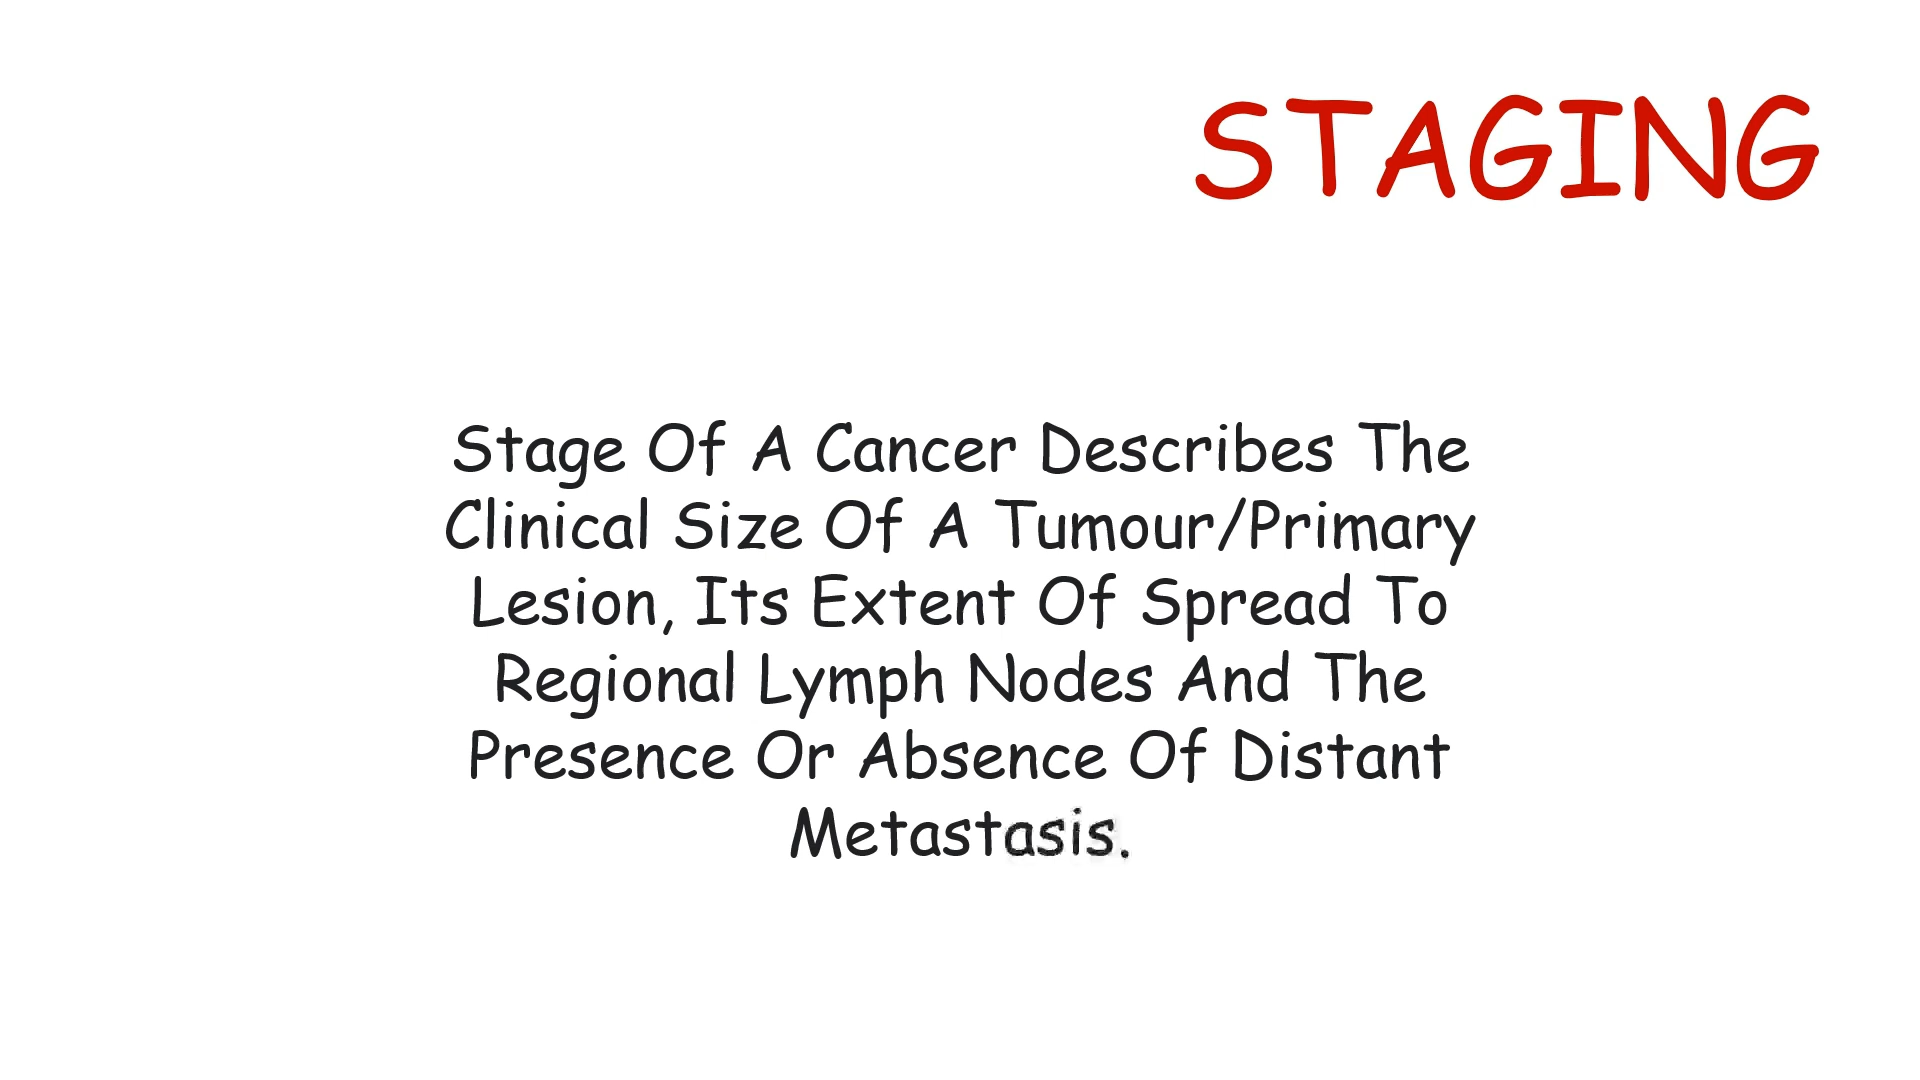 STAGING
Stage Of A Cancer Describes The
Clinical Size Of A Tumour/Primary
Lesion, Its Extent Of Spread To
Regional Lymph Nodes And The
Presence Or Absence Of Distant
Metastasis.